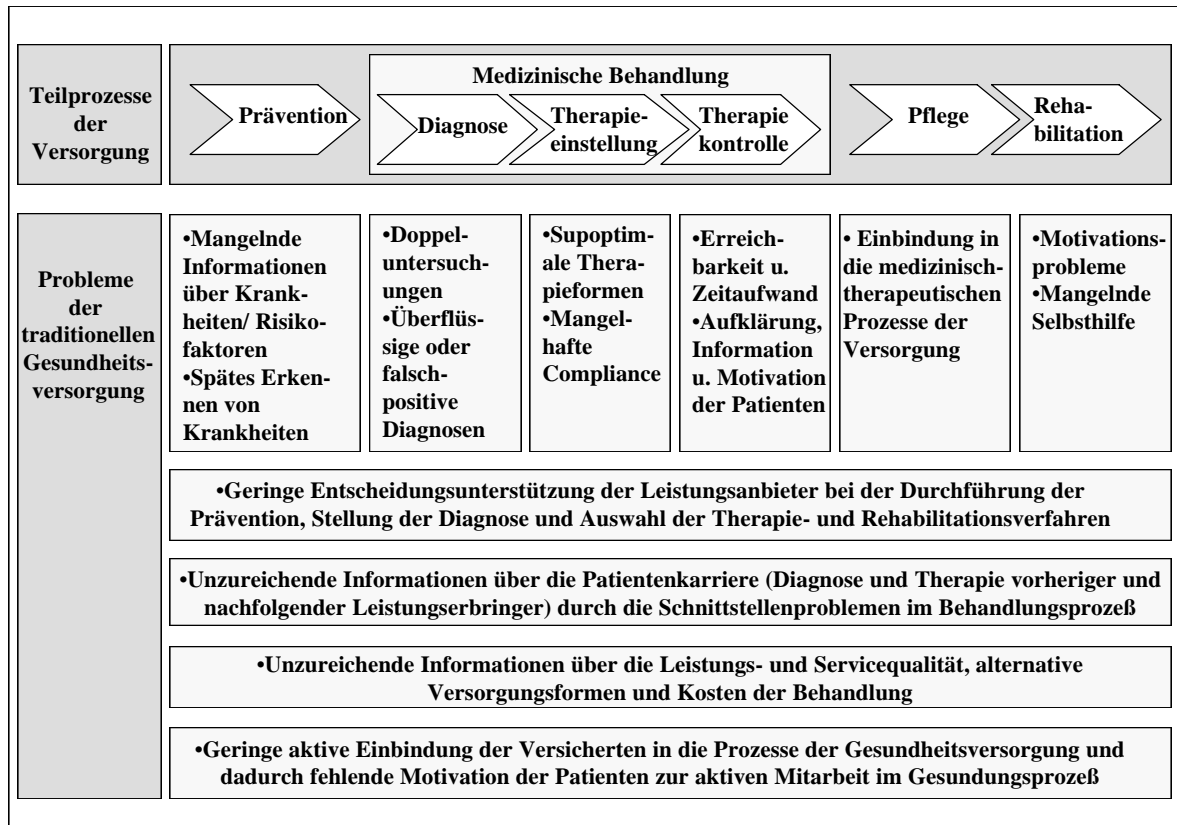 Teilprozesse
der
Versorgung
Prävention
Medizinische Behandlung
Diagnose
Therapie-
einstellung
Therapie
kontrolle
Pflege
Reha-
bilitation
Probleme
der
traditionellen
Gesundheits-
versorgung
•Mangelnde
Informationen
über Krank-
heiten/ Risiko-
faktoren
•Spätes Erken-
nen von
Krankheiten
•Doppel-
untersuch-
ungen
•Überflüs-
sige oder
falsch-
positive
Diagnosen
•Supoptim-
ale Thera-
pieformen
•Mangel-
hafte
Compliance
•Erreich-
barkeit u.
Zeitaufwand
•Aufklärung,
Information
u. Motivation
der Patienten
• Einbindung in
die medizinisch-
therapeutischen
Prozesse der
Versorgung
•Motivations-
probleme
•Mangelnde
Selbsthilfe
•Geringe Entscheidungsunterstützung der Leistungsanbieter bei der Durchführung der
Prävention, Stellung der Diagnose und Auswahl der Therapie- und Rehabilitationsverfahren
•Unzureichende Informationen über die Patientenkarriere (Diagnose und Therapie vorheriger und
nachfolgender Leistungserbringer) durch die Schnittstellenproblemen im Behandlungsprozeß
•Unzureichende Informationen über die Leistungs- und Servicequalität, alternative
Versorgungsformen und Kosten der Behandlung
•Geringe aktive Einbindung der Versicherten in die Prozesse der Gesundheitsversorgung und
dadurch fehlende Motivation der Patienten zur aktiven Mitarbeit im Gesundungsprozeß